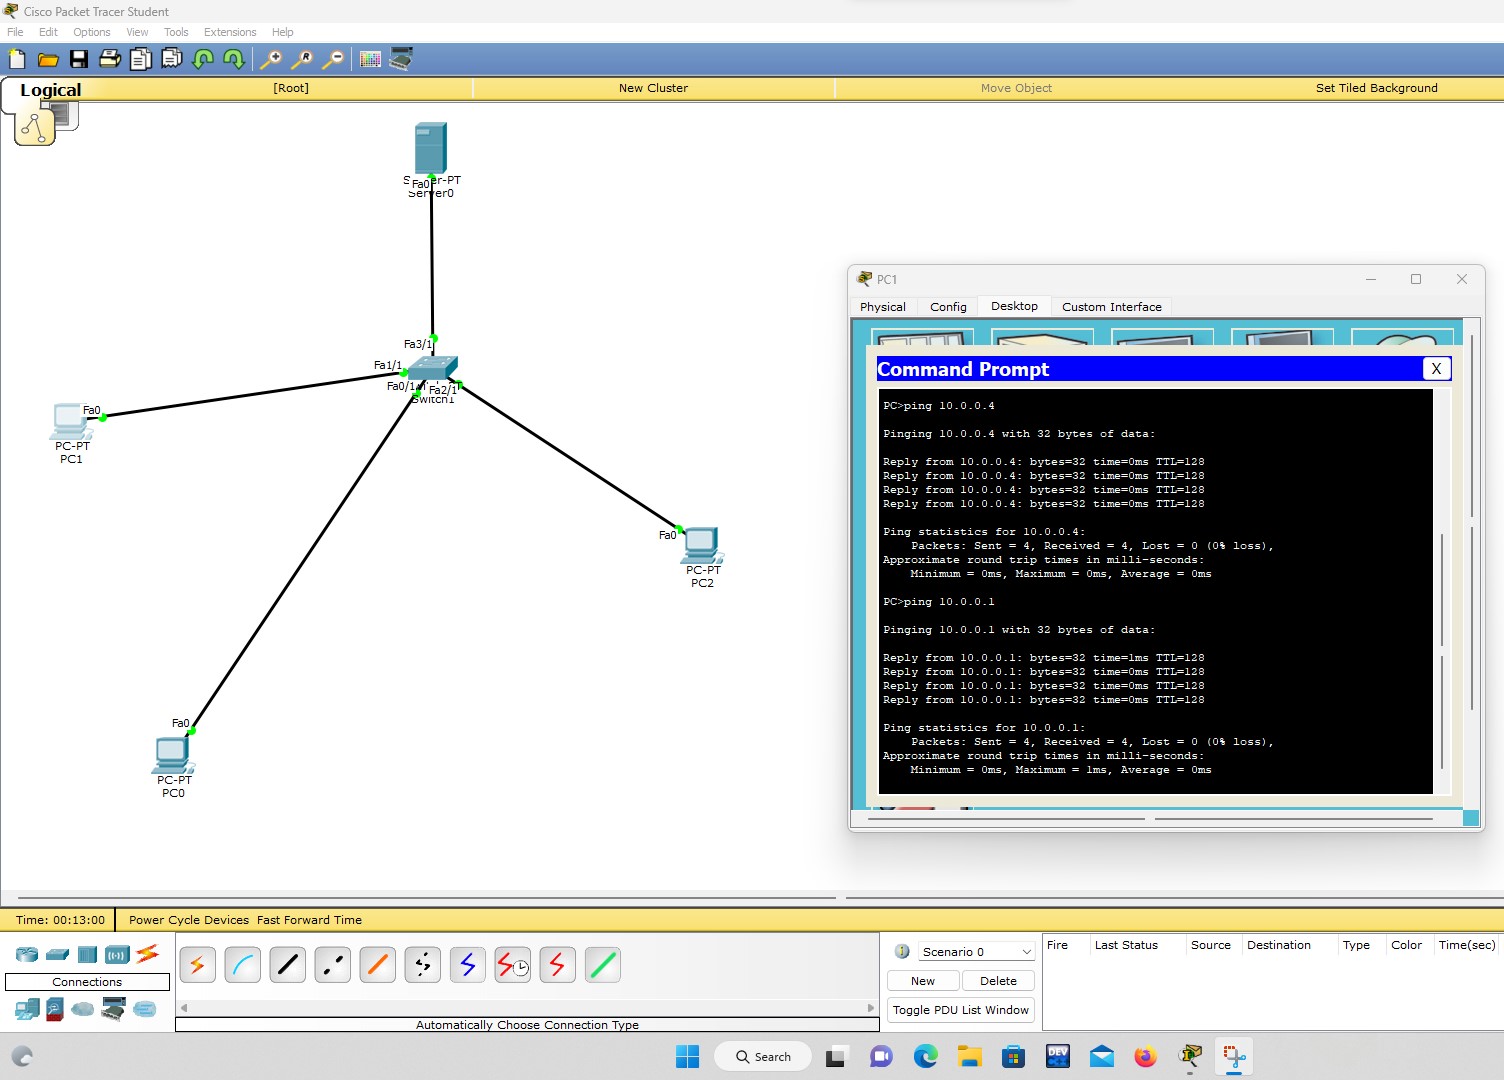 Cisco Packet Tracer Student
File Edit Options View Tools Extensions Help
Logical [Root] New Cluster Move Object Set Tiled Background
Fa0
Server0
Fa3/1
Fa1/1
Fa0/1 Fa2/1
Switch1
Fa0
PC-PT
PC1
Fa0
PC-PT
PC2
Fa0
PC-PT
PC0
PC1
Physical Config Desktop Custom Interface
Command Prompt X
PC>ping 10.0.0.4
Pinging 10.0.0.4 with 32 bytes of data:
Reply from 10.0.0.4: bytes=32 time=0ms TTL=128
Reply from 10.0.0.4: bytes=32 time=0ms TTL=128
Reply from 10.0.0.4: bytes=32 time=0ms TTL=128
Reply from 10.0.0.4: bytes=32 time=0ms TTL=128
Ping statistics for 10.0.0.4:
Packets: Sent = 4, Received = 4, Lost = 0 (0% loss),
Approximate round trip times in milli-seconds:
Minimum = 0ms, Maximum = 0ms, Average = 0ms
PC>ping 10.0.0.1
Pinging 10.0.0.1 with 32 bytes of data:
Reply from 10.0.0.1: bytes=32 time=1ms TTL=128
Reply from 10.0.0.1: bytes=32 time=0ms TTL=128
Reply from 10.0.0.1: bytes=32 time=0ms TTL=128
Reply from 10.0.0.1: bytes=32 time=0ms TTL=128
Ping statistics for 10.0.0.1:
Packets: Sent = 4, Received = 4, Lost = 0 (0% loss),
Approximate round trip times in milli-seconds:
Minimum = 0ms, Maximum = 1ms, Average = 0ms
Time: 00:13:00 Power Cycle Devices Fast Forward Time
Connections
Automatically Choose Connection Type
Scenario 0
New Delete
Toggle PDU List Window
Fire Last Status Source Destination Type Color Time(sec)
Search
DEV